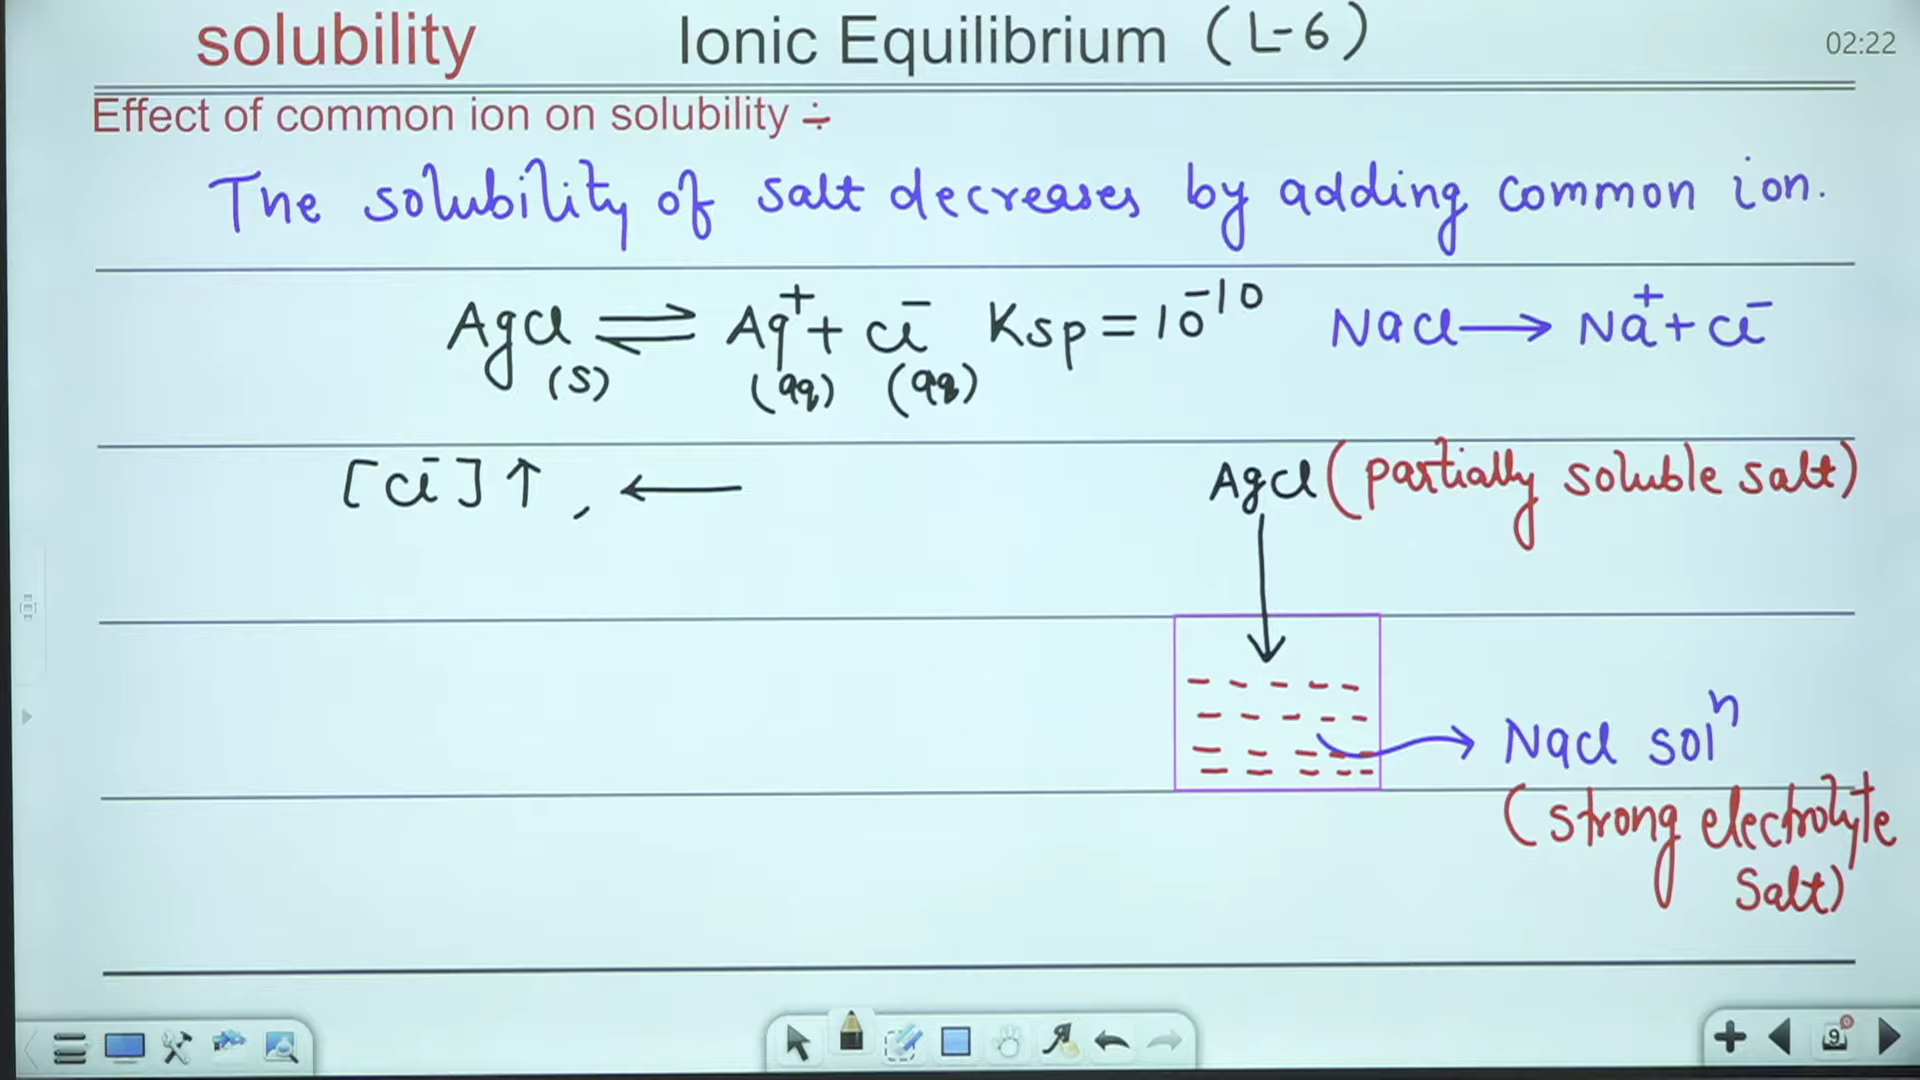 solubility Ionic Equilibrium (L-6) 02:22
Effect of common ion on solubility ÷
The solubility of salt decreases by adding common ion.
AgCl ⇌ Ag⁺ + Cl⁻ Ksp = 10⁻¹⁰ NaCl → Na⁺ + Cl⁻
(s) (aq) (aq)
[Cl⁻] ↑ , ← AgCl (partially soluble salt)
NaCl solⁿ
(strong electrolyte
salt)
9